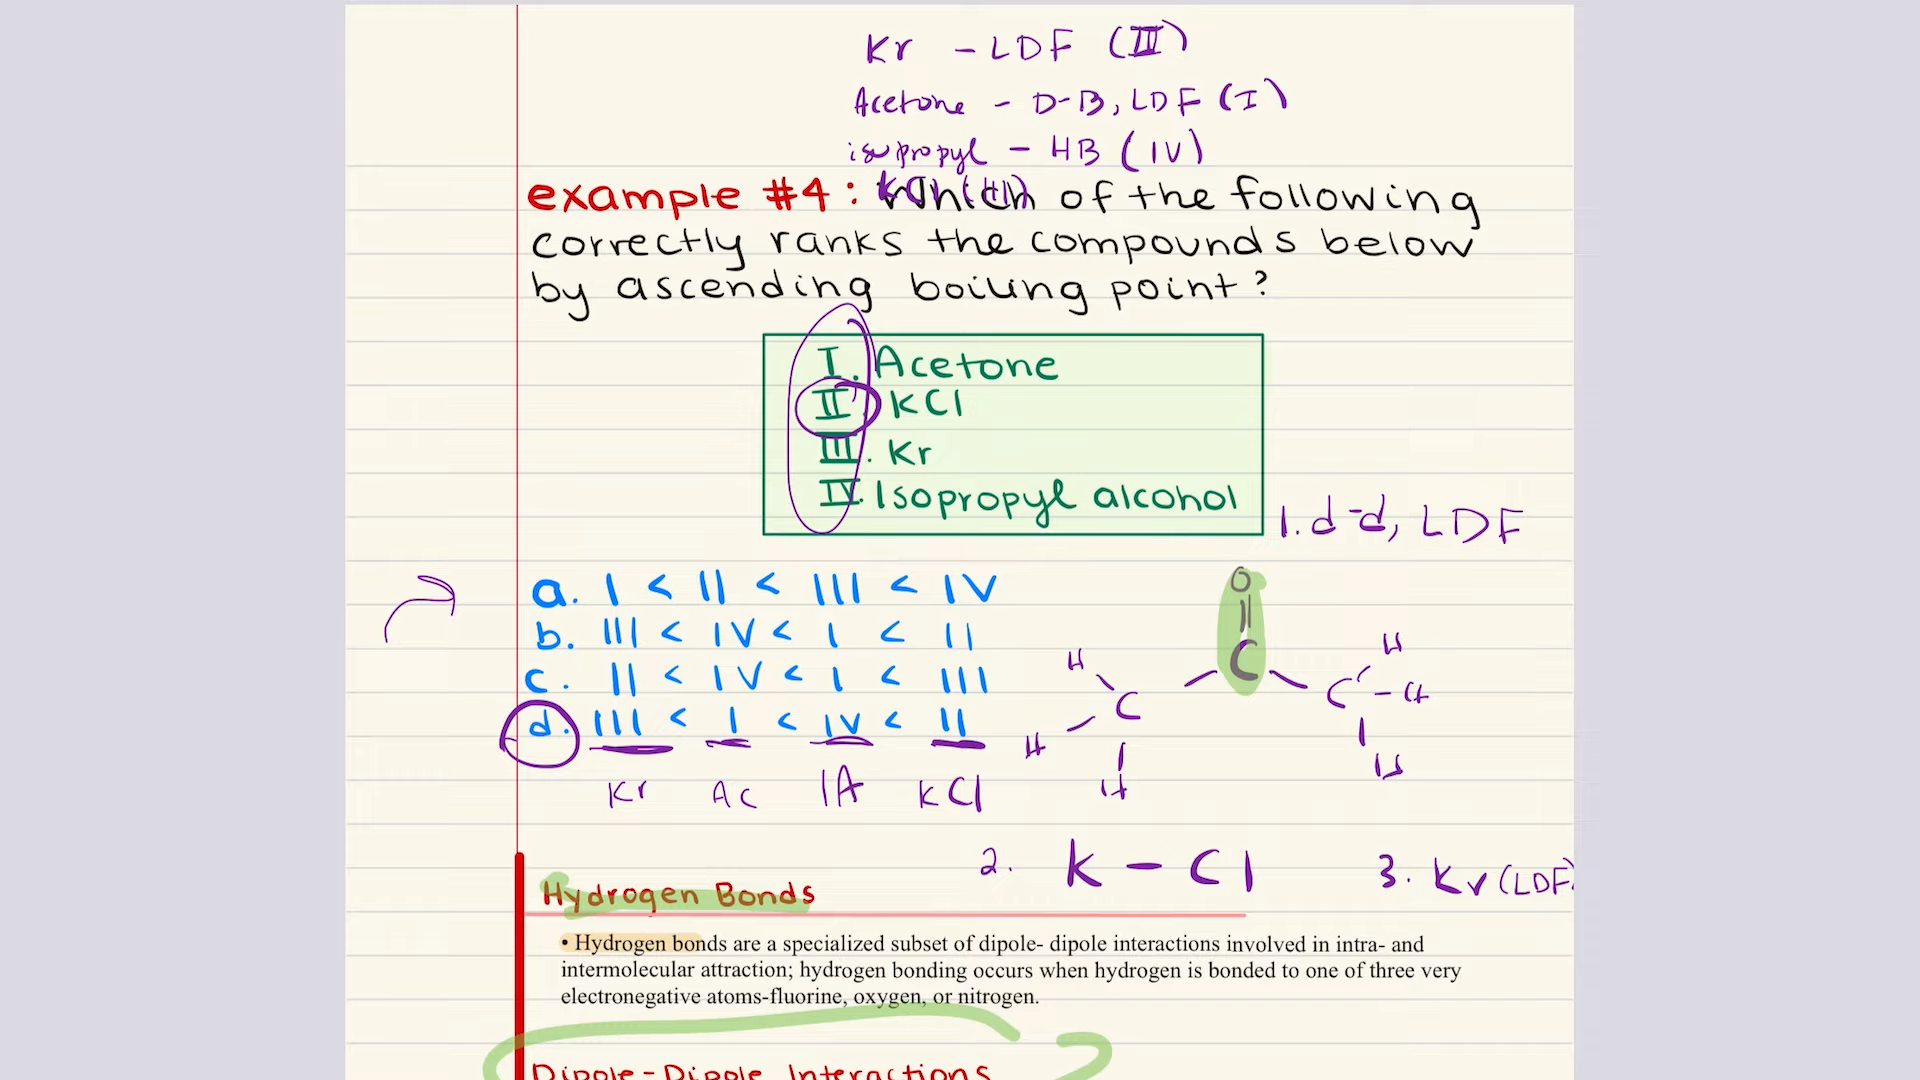 Kr - LDF (III)
Acetone - D-B, LDF (I)
isopropyl - HB (IV)
example #4: Which of the following
correctly ranks the compounds below
by ascending boiling point?
I. Acetone
II. KCl
III. Kr
IV. Isopropyl alcohol
1. d-d, LDF
a. I < II < III < IV
b. III < IV < I < II
c. II < IV < I < III
d. III < I < IV < II
Kr Ac IA KCl
O
C
H C C H
H H H H
2. K - Cl 3. Kr (LDF)
Hydrogen Bonds
• Hydrogen bonds are a specialized subset of dipole- dipole interactions involved in intra- and
intermolecular attraction; hydrogen bonding occurs when hydrogen is bonded to one of three very
electronegative atoms-fluorine, oxygen, or nitrogen.
Dipole-Dipole Interactions